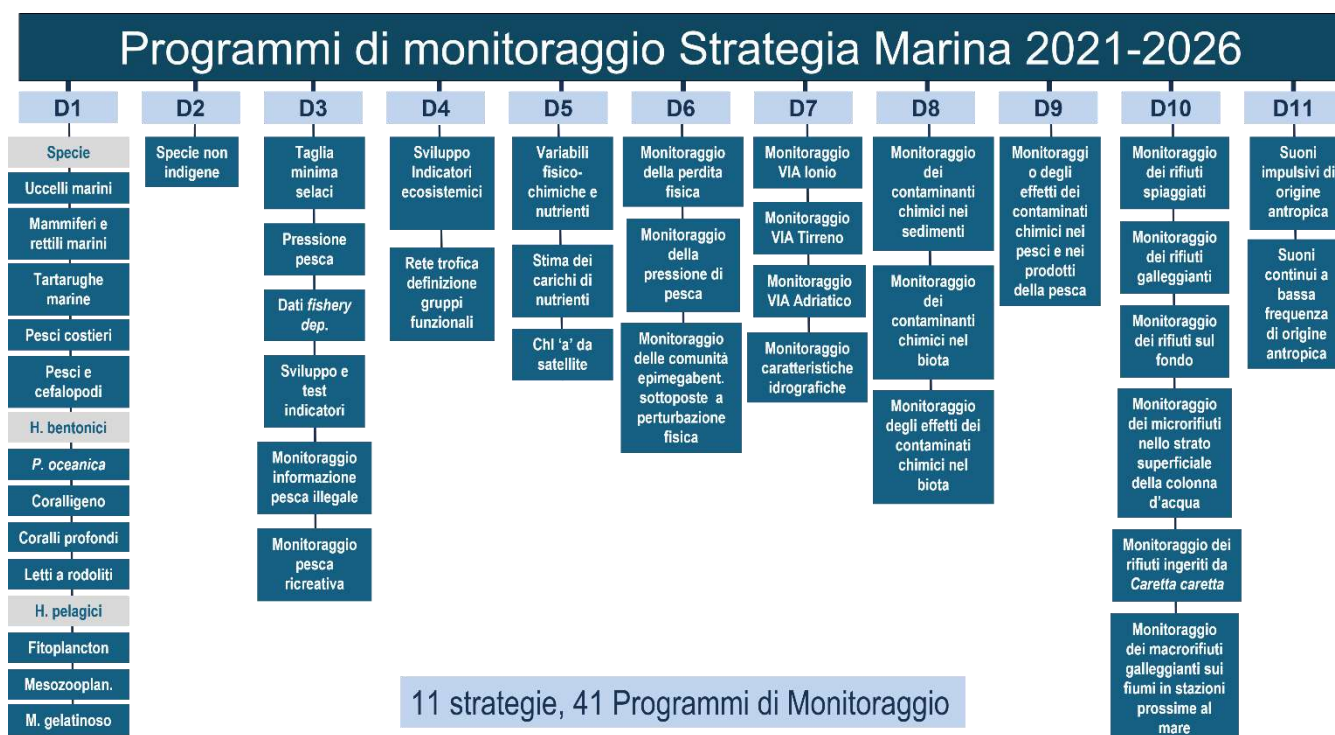 Programmi di monitoraggio Strategia Marina 2021-2026
D1
Specie
Uccelli marini
Mammiferi e
rettili marini
Tartarughe
marine
Pesci costieri
Pesci e
cefalopodi
H. bentonici
P. oceanica
Coralligeno
Coralli profondi
Letti a rodoliti
H. pelagici
Fitoplancton
Mesozooplan.
M. gelatinoso
D2
Specie non
indigene
D3
Taglia
minima
selaci
Pressione
pesca
Dati fishery
dep.
Sviluppo e
test
indicatori
Monitoraggio
informazione
pesca illegale
Monitoraggio
pesca
ricreativa
D4
Sviluppo
Indicatori
ecosistemici
Rete trofica
definizione
gruppi
funzionali
D5
Variabili
fisico-
chimiche e
nutrienti
Stima dei
carichi di
nutrienti
Chl ‘a’ da
satellite
D6
Monitoraggio
della perdita
fisica
Monitoraggio
della
pressione di
pesca
Monitoraggio
delle comunità
epimegabent.
sottoposte a
perturbazione
fisica
D7
Monitoraggio
VIA Ionio
Monitoraggio
VIA Tirreno
Monitoraggio
VIA Adriatico
Monitoraggio
caratteristiche
idrografiche
D8
Monitoraggio
dei
contaminanti
chimici nei
sedimenti
Monitoraggio
dei
contaminanti
chimici nel
biota
Monitoraggio
degli effetti dei
contaminati
chimici nel
biota
D9
Monitoraggi
o degli
effetti dei
contaminati
chimici nei
pesci e nei
prodotti
della pesca
D10
Monitoraggio
dei rifiuti
spiaggiati
Monitoraggio
dei rifiuti
galleggianti
Monitoraggio
dei rifiuti sul
fondo
Monitoraggio
dei microrifiuti
nello strato
superficiale
della colonna
d’acqua
Monitoraggio dei
rifiuti ingeriti da
Caretta caretta
Monitoraggio
dei macrorifiuti
galleggianti sui
fiumi in stazioni
prossime al
mare
D11
Suoni
impulsivi di
origine
antropica
Suoni
continui a
bassa
frequenza
di origine
antropica
11 strategie, 41 Programmi di Monitoraggio